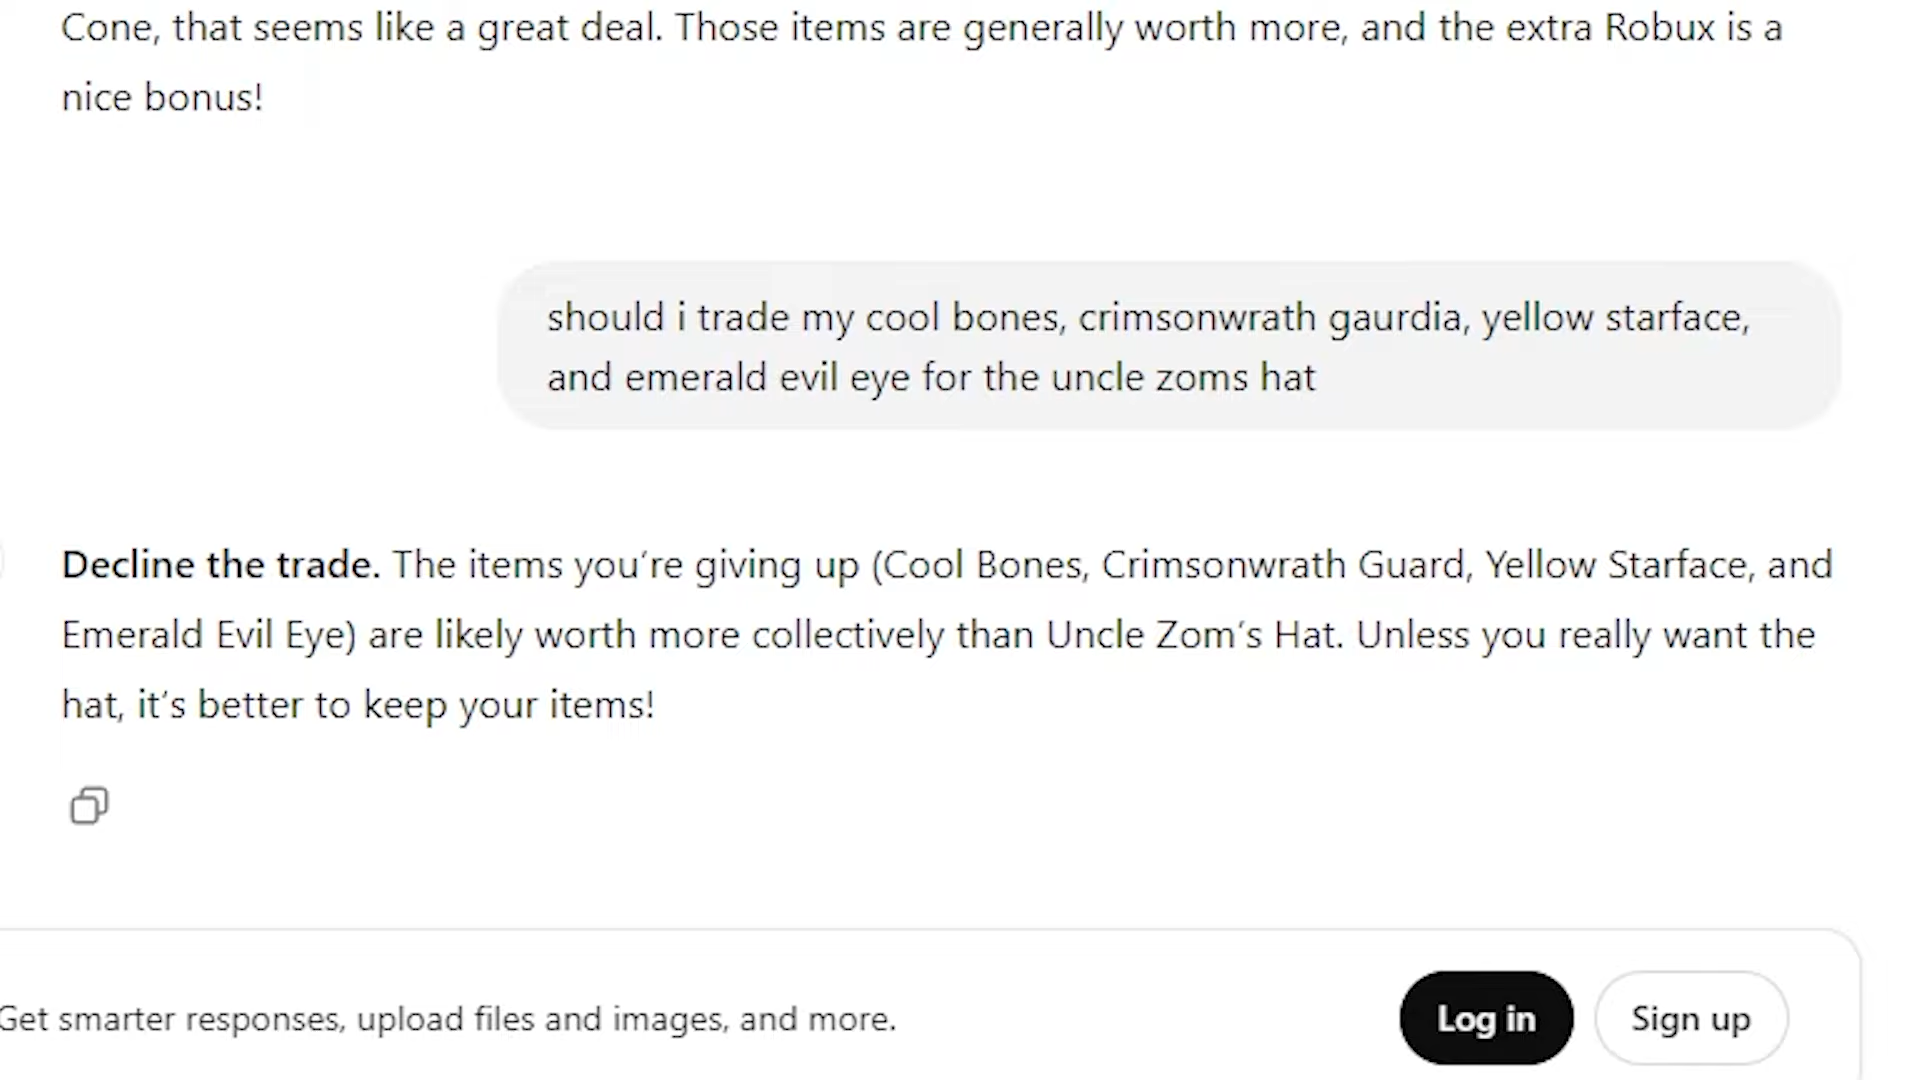 Cone, that seems like a great deal. Those items are generally worth more, and the extra Robux is a
nice bonus!
should i trade my cool bones, crimsonwrath gaurdia, yellow starface,
and emerald evil eye for the uncle zoms hat
Decline the trade. The items you're giving up (Cool Bones, Crimsonwrath Guard, Yellow Starface, and
Emerald Evil Eye) are likely worth more collectively than Uncle Zom's Hat. Unless you really want the
hat, it's better to keep your items!
Get smarter responses, upload files and images, and more.
Log in
Sign up